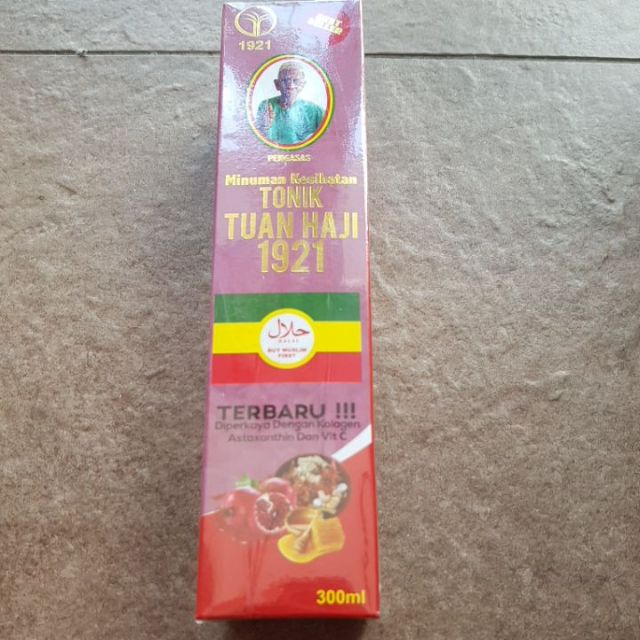 1921
PENGASAS
Minuman Kesihatan
TONIK
TUAN HAJI
1921
حلال
HALAL
BUY MUSLIM
FIRST
TERBARU !!!
Diperkaya Dengan Kolagen
Astaxanthin Dan Vit C
300ml